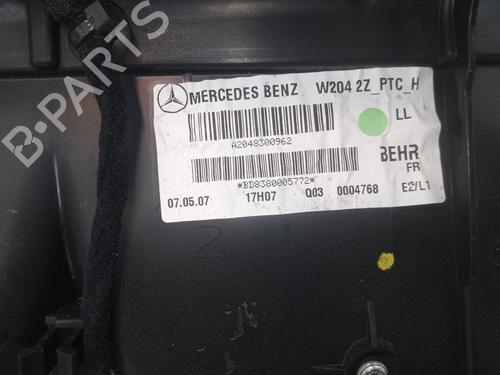 MERCEDES BENZ W204 2Z_PTC_H
A2048300962
LL
BEHR
FR
*BD8380005772*
07.05.07 17H07 Q03 0004768 E2/L1
B-PARTS